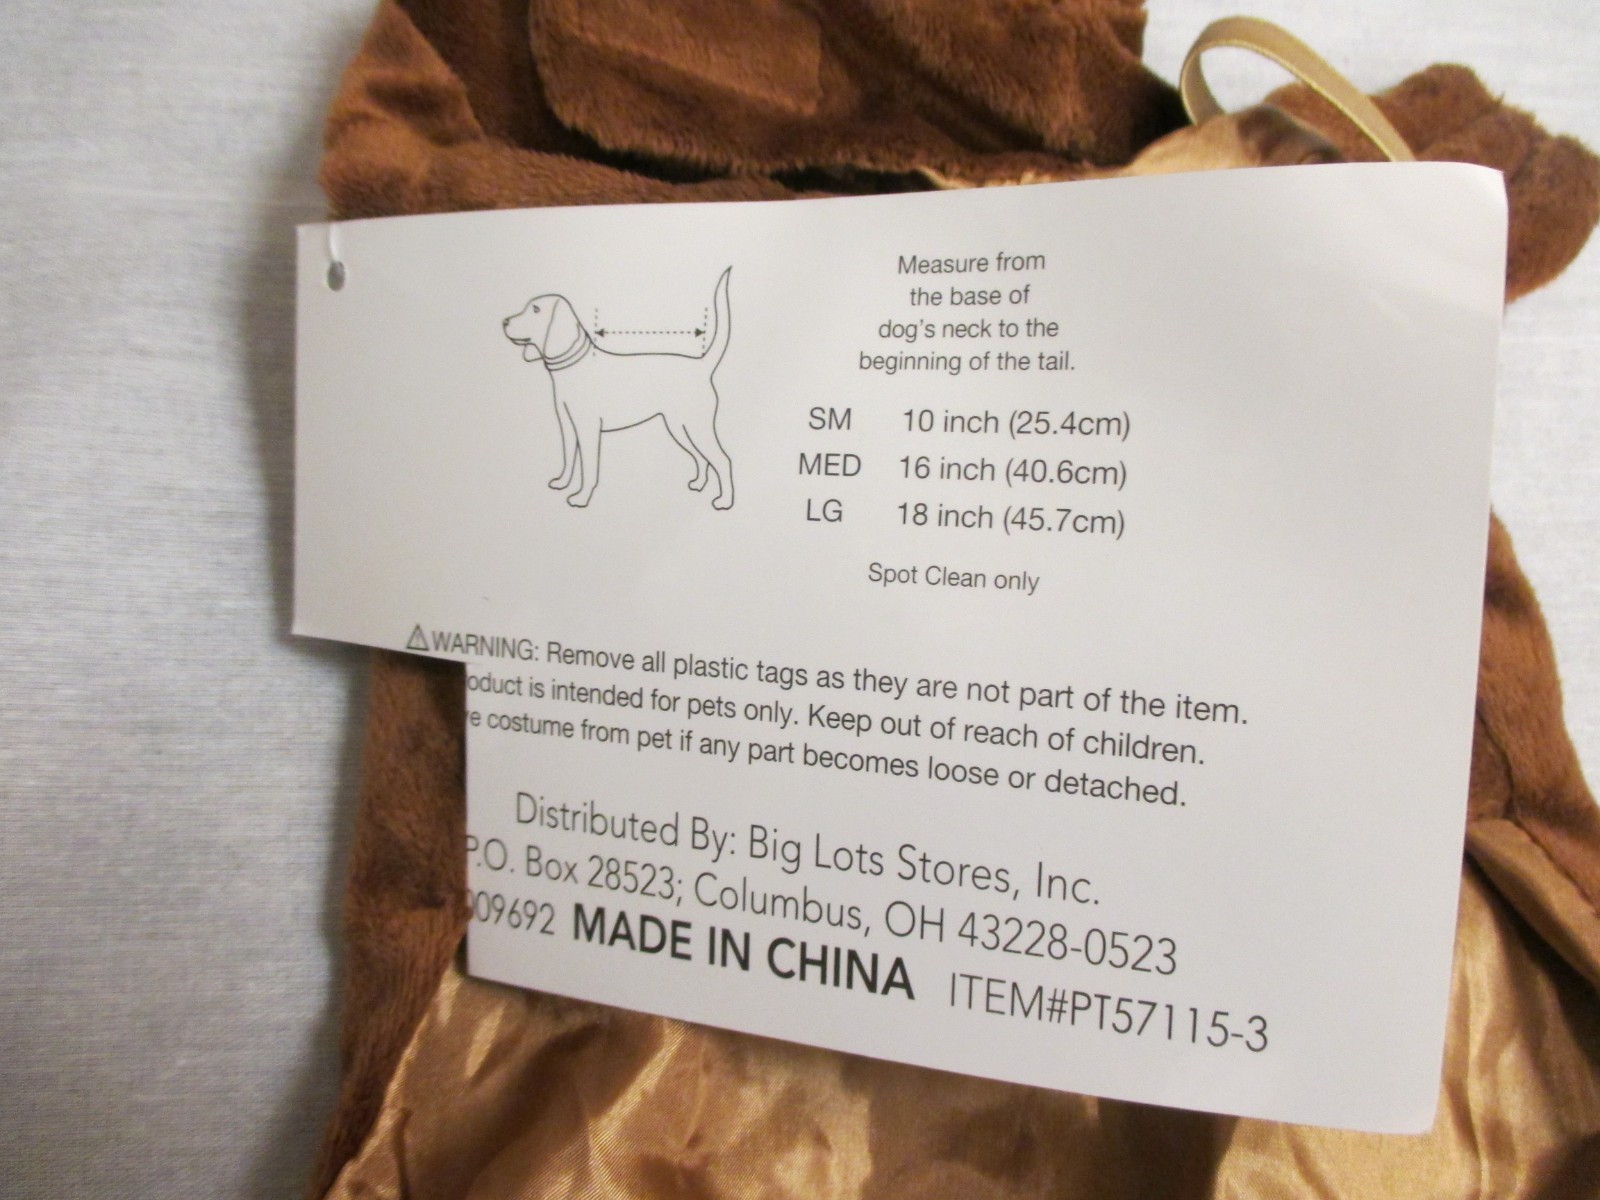 Measure from
the base of
dog's neck to the
beginning of the tail.
SM 10 inch (25.4cm)
MED 16 inch (40.6cm)
LG 18 inch (45.7cm)
Spot Clean only
⚠WARNING: Remove all plastic tags as they are not part of the item.
is intended for pets only. Keep out of reach of children.
costume from pet if any part becomes loose or detached.
Distributed By: Big Lots Stores, Inc.
P.O. Box 28523; Columbus, OH 43228-0523
09692 MADE IN CHINA ITEM#PT57115-3